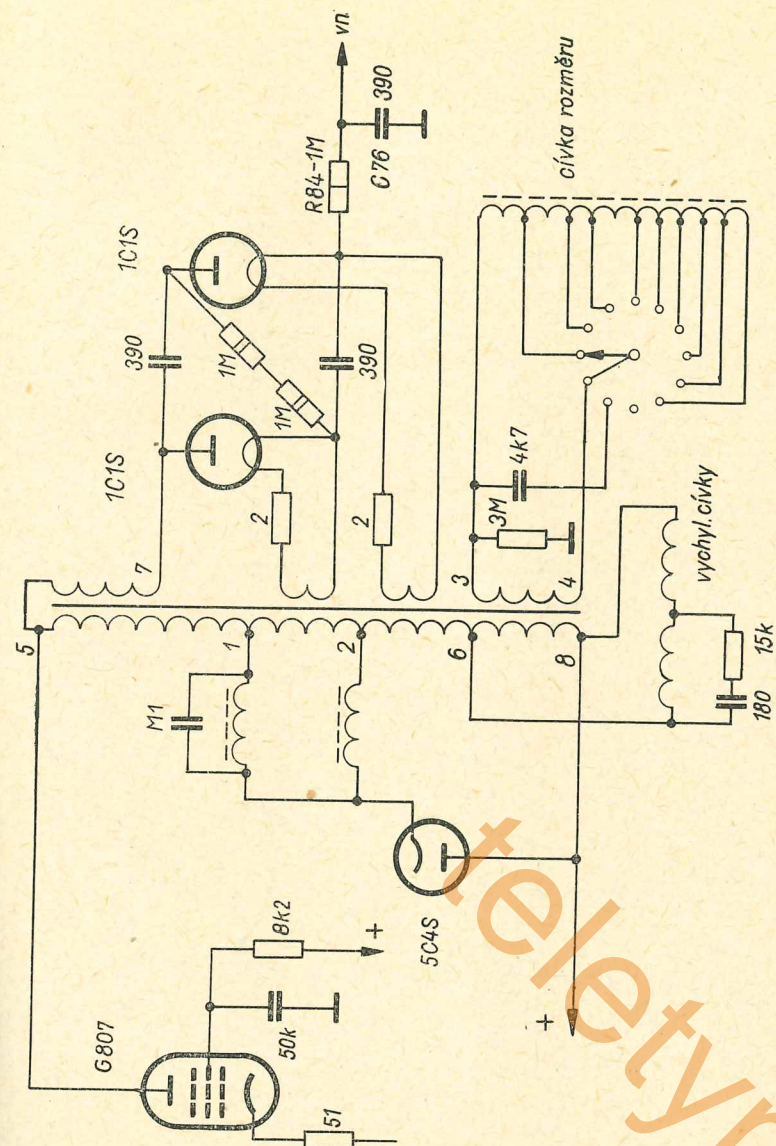 G807
51
50k
8k2
+
5C4S
+
M1
5
1
2
6
8
7
1C1S
1C1S
390
1M
1M
390
2
2
R84-1M
C76
390
vn
3
4
3M
4k7
cívka rozměru
vychyl. cívky
180
15k
teletyr